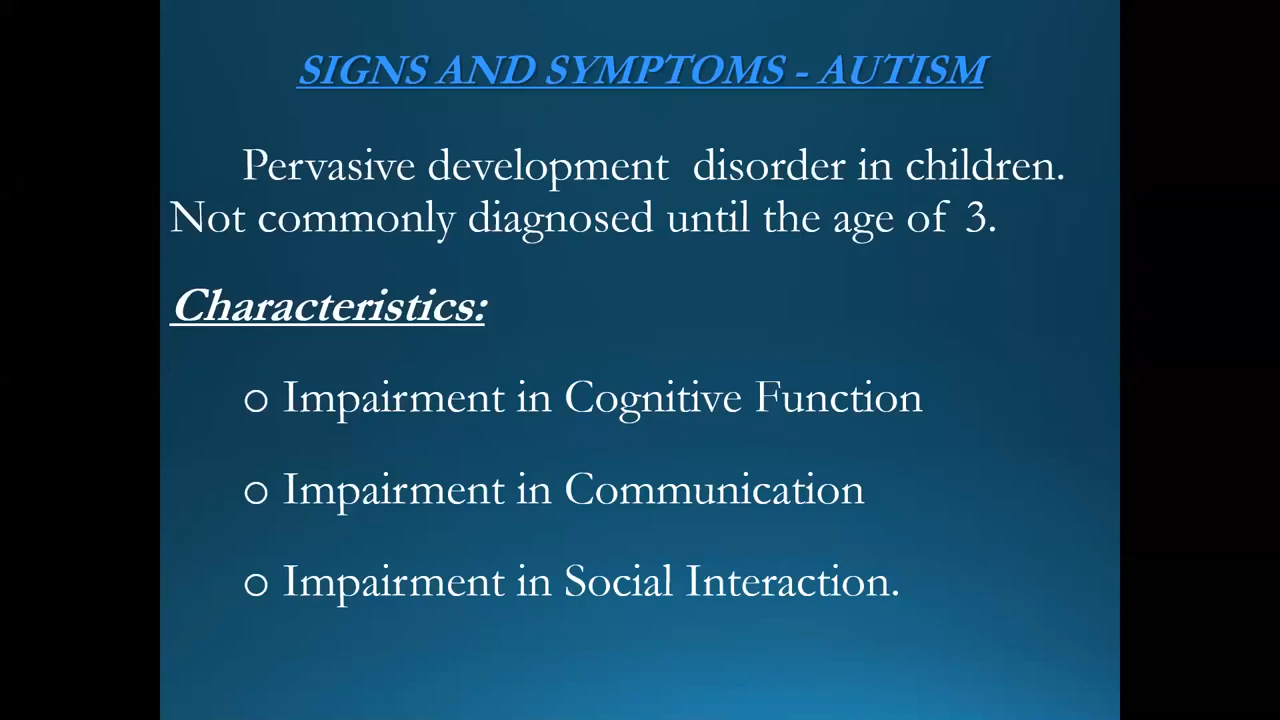 SIGNS AND SYMPTOMS - AUTISM
Pervasive development disorder in children.
Not commonly diagnosed until the age of 3.
Characteristics:
o Impairment in Cognitive Function
o Impairment in Communication
o Impairment in Social Interaction.